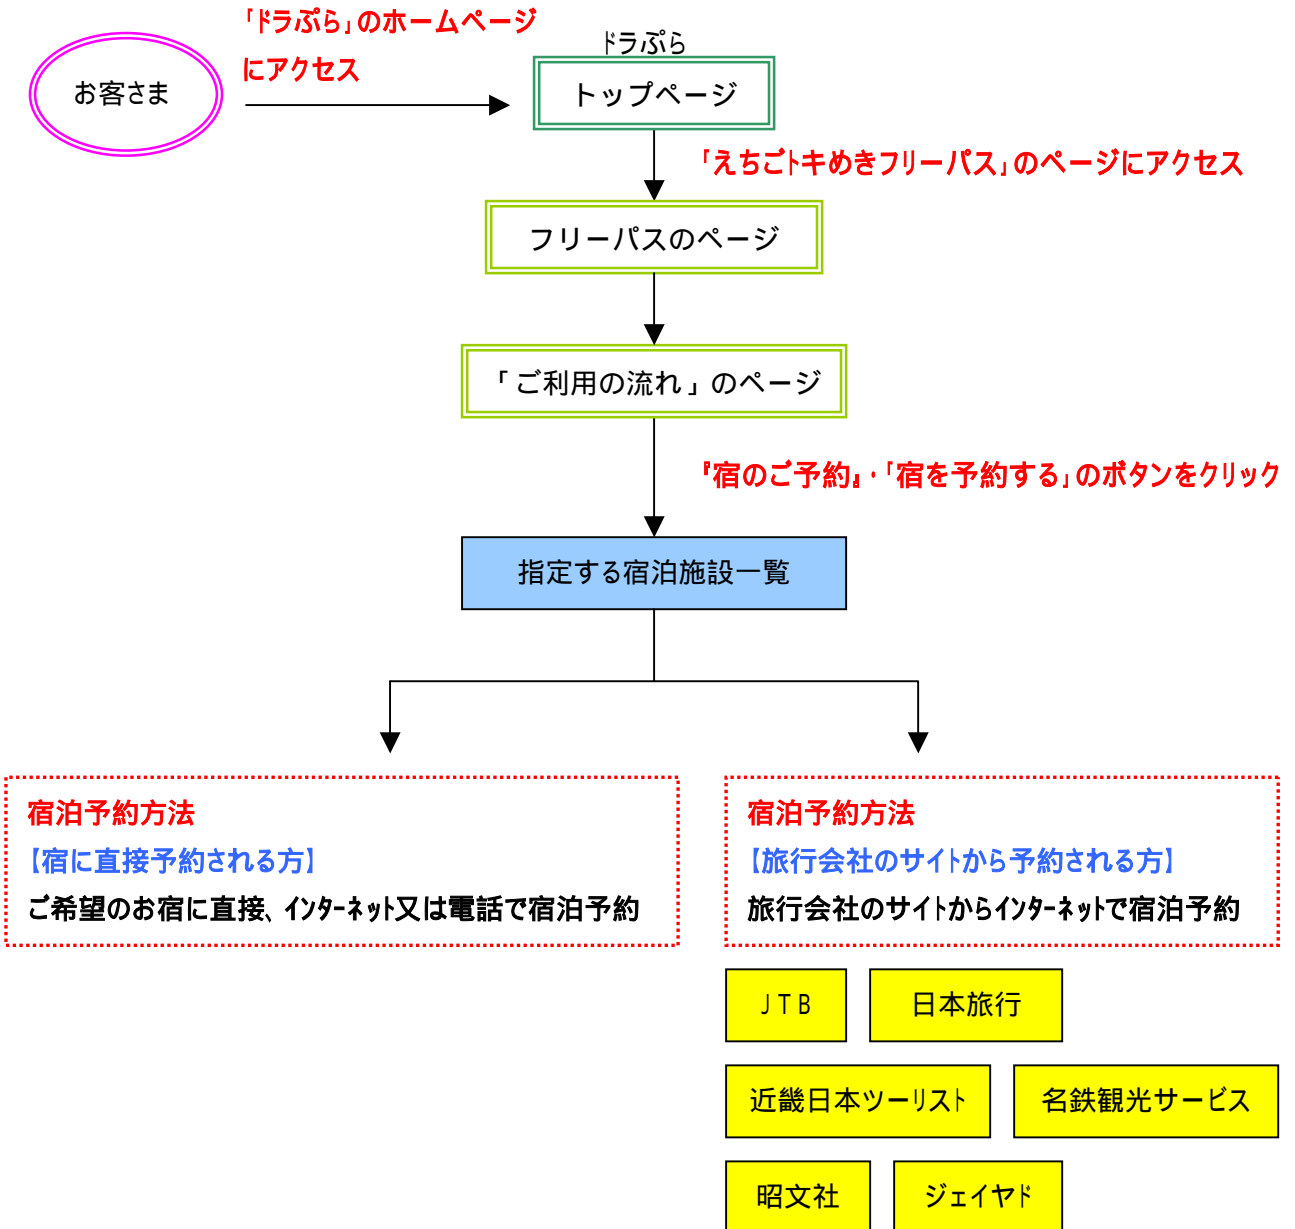 「ドラぷら」のホームページ
にアクセス
お客さま
ドラぷら
トップページ
「えちごトキめきフリーパス」のページにアクセス
フリーパスのページ
「ご利用の流れ」のページ
『宿のご予約』・「宿を予約する」のボタンをクリック
指定する宿泊施設一覧
宿泊予約方法
【宿に直接予約される方】
ご希望のお宿に直接、インターネット又は電話で宿泊予約
宿泊予約方法
【旅行会社のサイトから予約される方】
旅行会社のサイトからインターネットで宿泊予約
JTB
日本旅行
近畿日本ツーリスト
名鉄観光サービス
昭文社
ジェイヤド